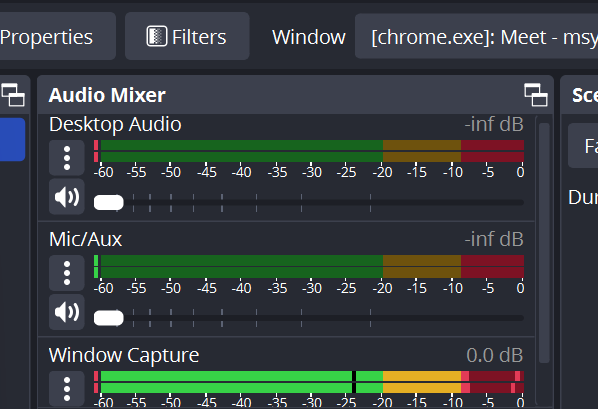 Properties
Filters
Window
[chrome.exe]: Meet - msy
Audio Mixer
Desktop Audio
-inf dB
-60 -55 -50 -45 -40 -35 -30 -25 -20 -15 -10 -5 0
Mic/Aux
-inf dB
-60 -55 -50 -45 -40 -35 -30 -25 -20 -15 -10 -5 0
Window Capture
0.0 dB
-60 -55 -50 -45 -40 -35 -30 -25 -20 -15 -10 -5 0
Sce
Fa
Dur